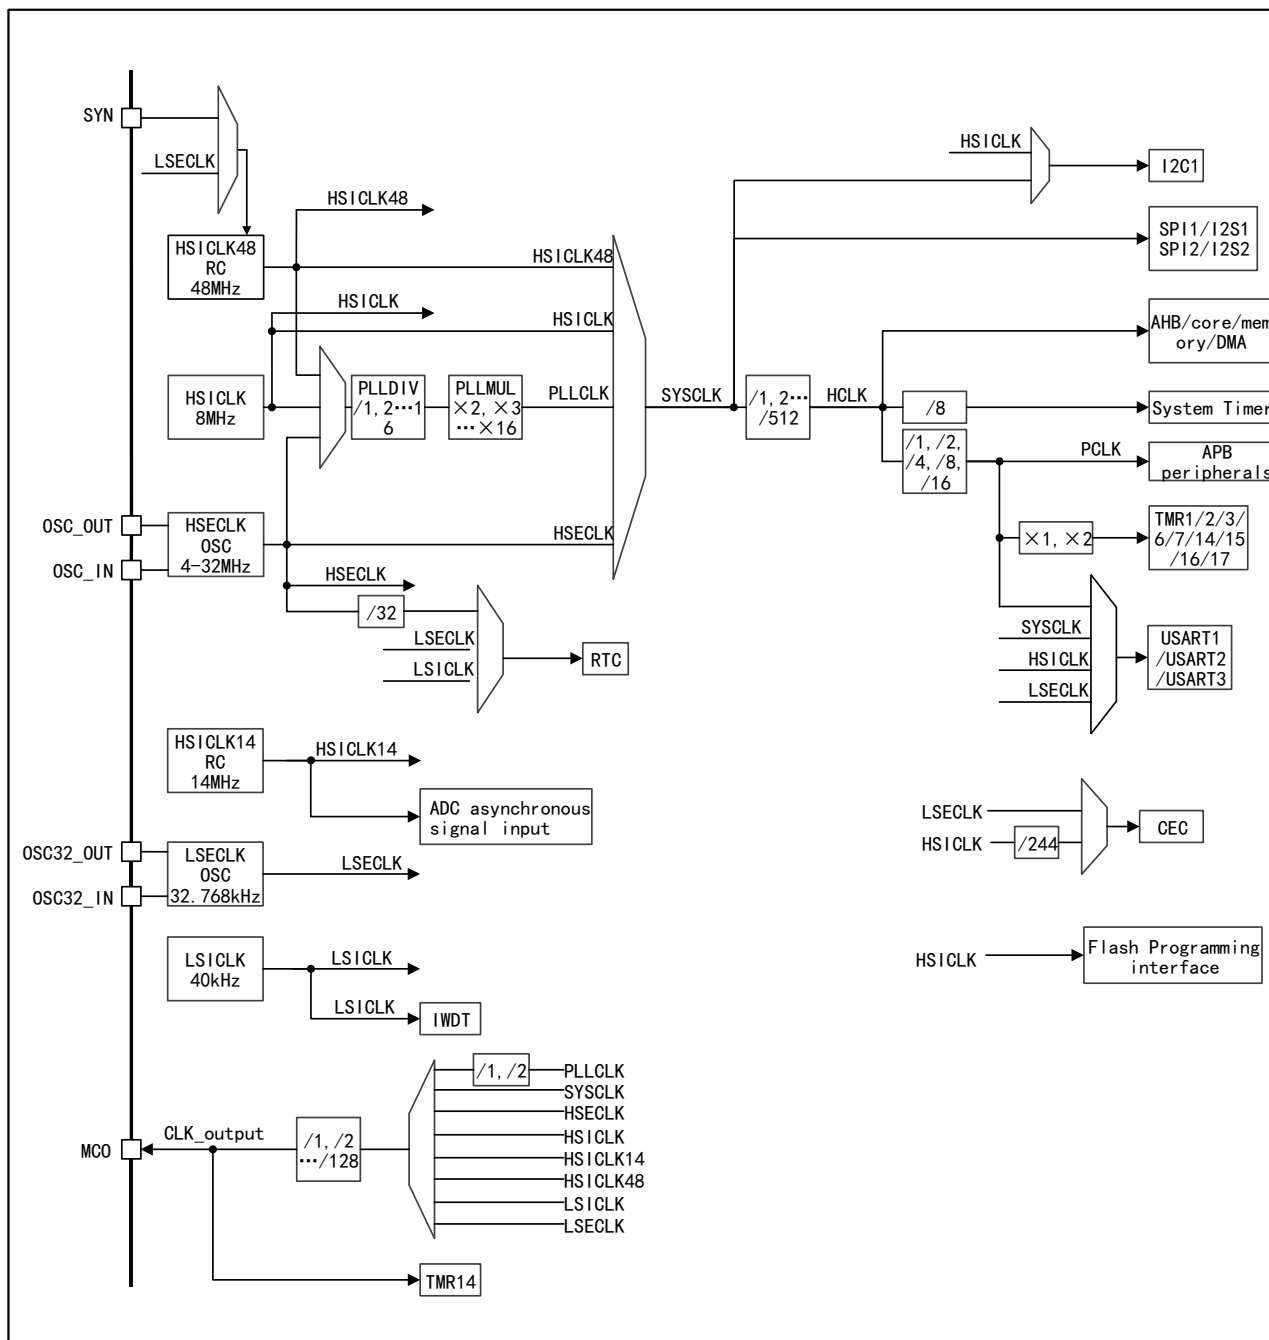 SYN
LSECLK
HSICLK48
RC
48MHz
HSICLK48
HSICLK48
HSICLK
HSICLK
HSICLK
8MHz
PLLDIV
/1, 2…1
6
PLLMUL
×2, ×3
…×16
PLLCLK
SYSCLK
/1, 2…
/512
HCLK
HSICLK
I2C1
SPI1/I2S1
SPI2/I2S2
AHB/core/mem
ory/DMA
/8
System Timer
/1, /2,
/4, /8,
/16
PCLK
APB
peripherals
×1, ×2
TMR1/2/3/
6/7/14/15
/16/17
SYSCLK
HSICLK
LSECLK
USART1
/USART2
/USART3
OSC_OUT
OSC_IN
HSECLK
OSC
4-32MHz
HSECLK
HSECLK
/32
LSECLK
LSICLK
RTC
HSICLK14
RC
14MHz
HSICLK14
ADC asynchronous
signal input
LSECLK
HSICLK
/244
CEC
OSC32_OUT
OSC32_IN
LSECLK
OSC
32.768kHz
LSECLK
HSICLK
Flash Programming
interface
LSICLK
40kHz
LSICLK
LSICLK
IWDT
MCO
CLK_output
/1, /2
…/128
/1, /2
PLLCLK
SYSCLK
HSECLK
HSICLK
HSICLK14
HSICLK48
LSICLK
LSECLK
TMR14